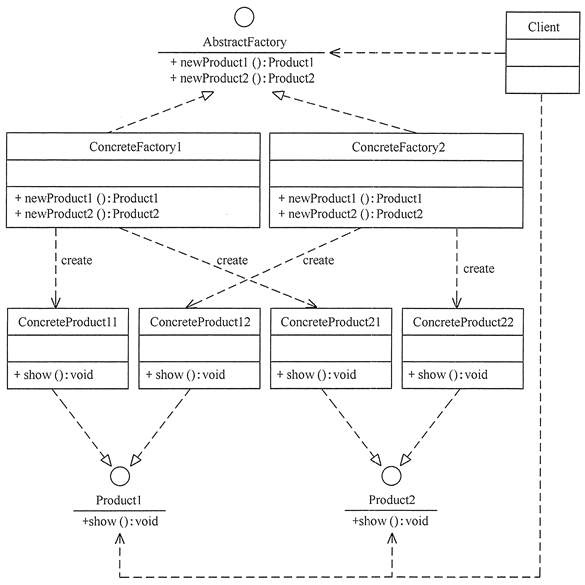 Client
AbstractFactory
+ newProduct1 ():Product1
+ newProduct2 ():Product2
ConcreteFactory1
+ newProduct1 ():Product1
+ newProduct2 ():Product2
ConcreteFactory2
+ newProduct1 ():Product1
+ newProduct2 ():Product2
create
create
create
create
ConcreteProduct11
+ show ():void
ConcreteProduct12
+ show ():void
ConcreteProduct21
+ show ():void
ConcreteProduct22
+ show ():void
Product1
+show ():void
Product2
+show ():void